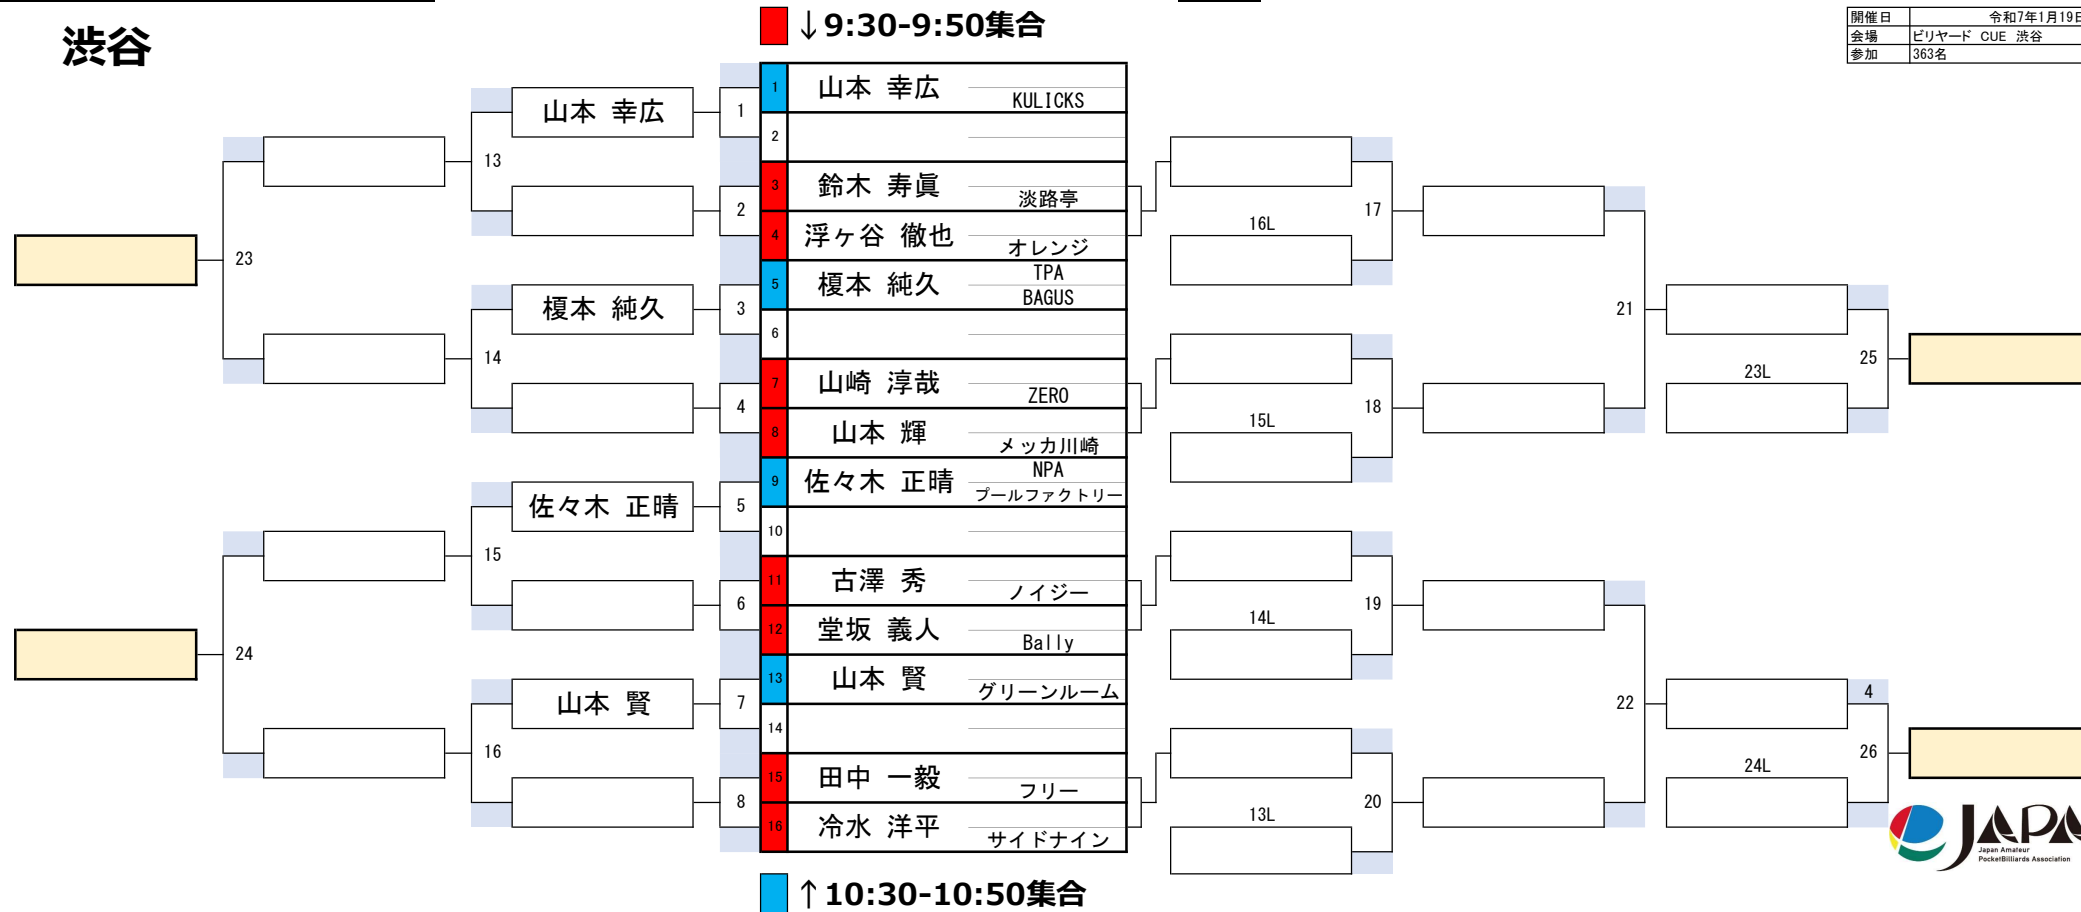 渋谷
↓9:30-9:50集合
開催日 令和7年1月19日
会場 ビリヤード CUE 渋谷
参加 363名
1 山本 幸広 KULICKS
2
3 鈴木 寿眞 淡路亭
4 浮ヶ谷 徹也 オレンジ
5 榎本 純久 TPA BAGUS
6
7 山崎 淳哉 ZERO
8 山本 輝 メッカ川崎
9 佐々木 正晴 NPA プールファクトリー
10
11 古澤 秀 ノイジー
12 堂坂 義人 Bally
13 山本 賢 グリーンルーム
14
15 田中 一毅 フリー
16 冷水 洋平 サイドナイン
↑10:30-10:50集合
山本 幸広 1
13
2
23
榎本 純久 3
14
4
佐々木 正晴 5
15
6
24
山本 賢 7
16
8
17
16L
21
18
15L
25
23L
19
14L
22
4
26
24L
20
13L
JAPA
Japan Amateur
PocketBilliards Association